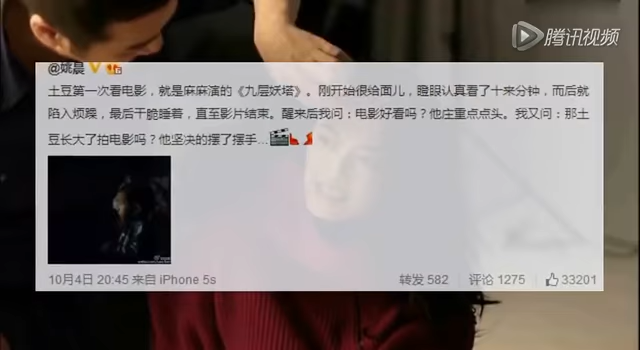 腾讯视频
@姚晨
土豆第一次看电影，就是麻麻演的《九层妖塔》。刚开始很给面儿，瞪眼认真看了十来分钟，而后就
陷入烦躁，最后干脆睡着，直至影片结束。醒来后我问：电影好看吗？他庄重点点头。我又问：那土
豆长大了拍电影吗？他坚决的摆了摆手...
10月4日 20:45 来自 iPhone 5s
转发 582 评论 1275 33201